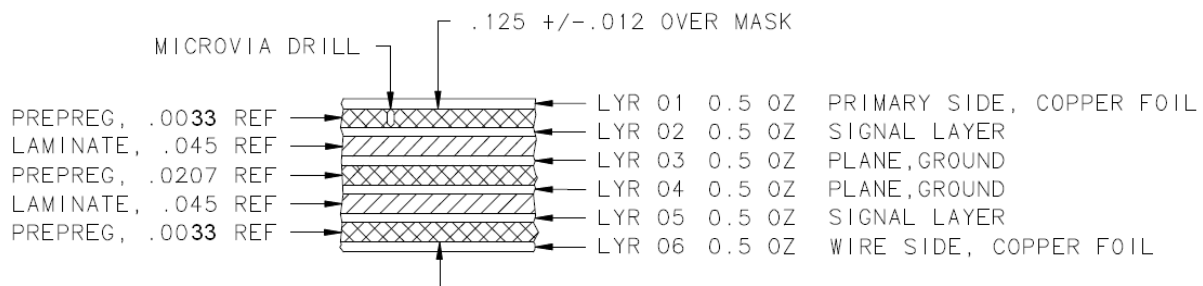 .125 +/-.012 OVER MASK
MICROVIA DRILL
PREPREG, .0033 REF
LAMINATE, .045 REF
PREPREG, .0207 REF
LAMINATE, .045 REF
PREPREG, .0033 REF
LYR 01 0.5 OZ PRIMARY SIDE, COPPER FOIL
LYR 02 0.5 OZ SIGNAL LAYER
LYR 03 0.5 OZ PLANE,GROUND
LYR 04 0.5 OZ PLANE,GROUND
LYR 05 0.5 OZ SIGNAL LAYER
LYR 06 0.5 OZ WIRE SIDE, COPPER FOIL